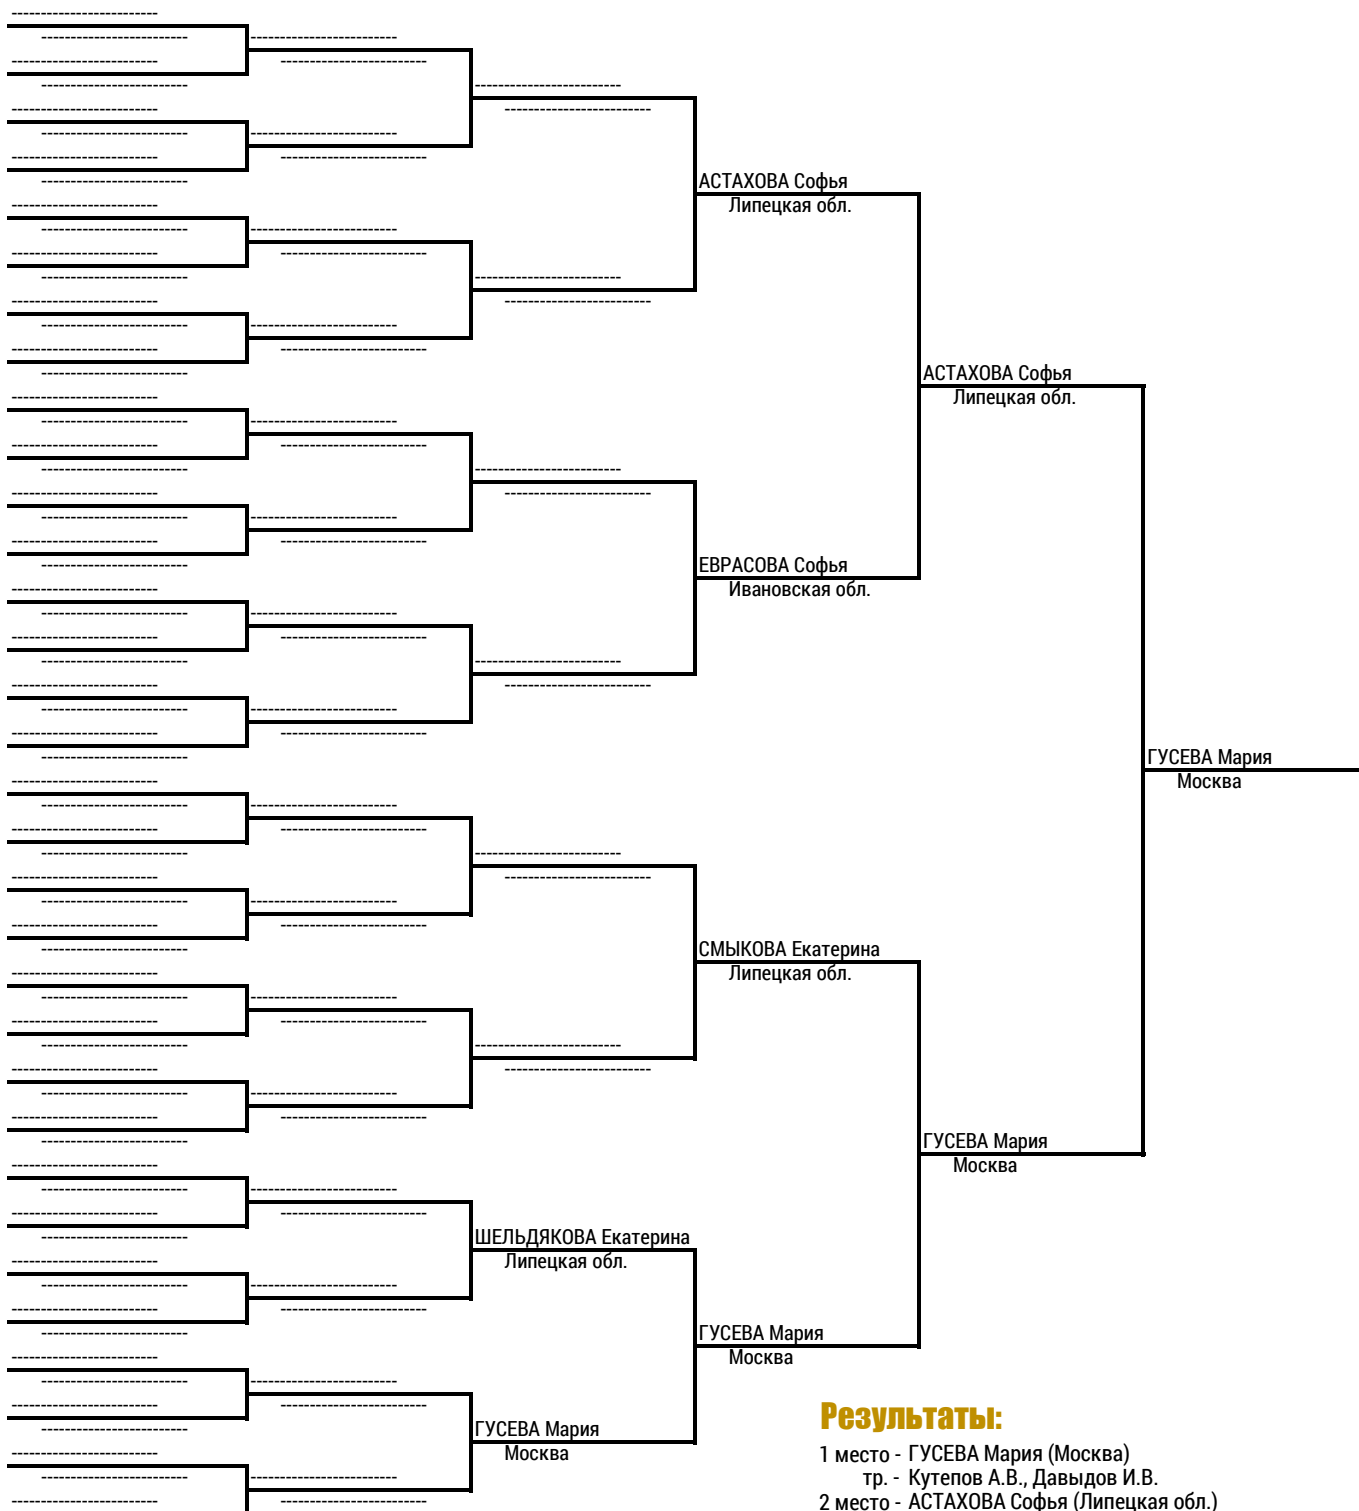 АСТАХОВА Софья
Липецкая обл.
АСТАХОВА Софья
Липецкая обл.
ЕВРАСОВА Софья
Ивановская обл.
ГУСЕВА Мария
Москва
СМЫКОВА Екатерина
Липецкая обл.
ГУСЕВА Мария
Москва
ШЕЛЬДЯКОВА Екатерина
Липецкая обл.
ГУСЕВА Мария
Москва
ГУСЕВА Мария
Москва
Результаты:
1 место - ГУСЕВА Мария (Москва)
тр. - Кутепов А.В., Давыдов И.В.
2 место - АСТАХОВА Софья (Липецкая обл.)